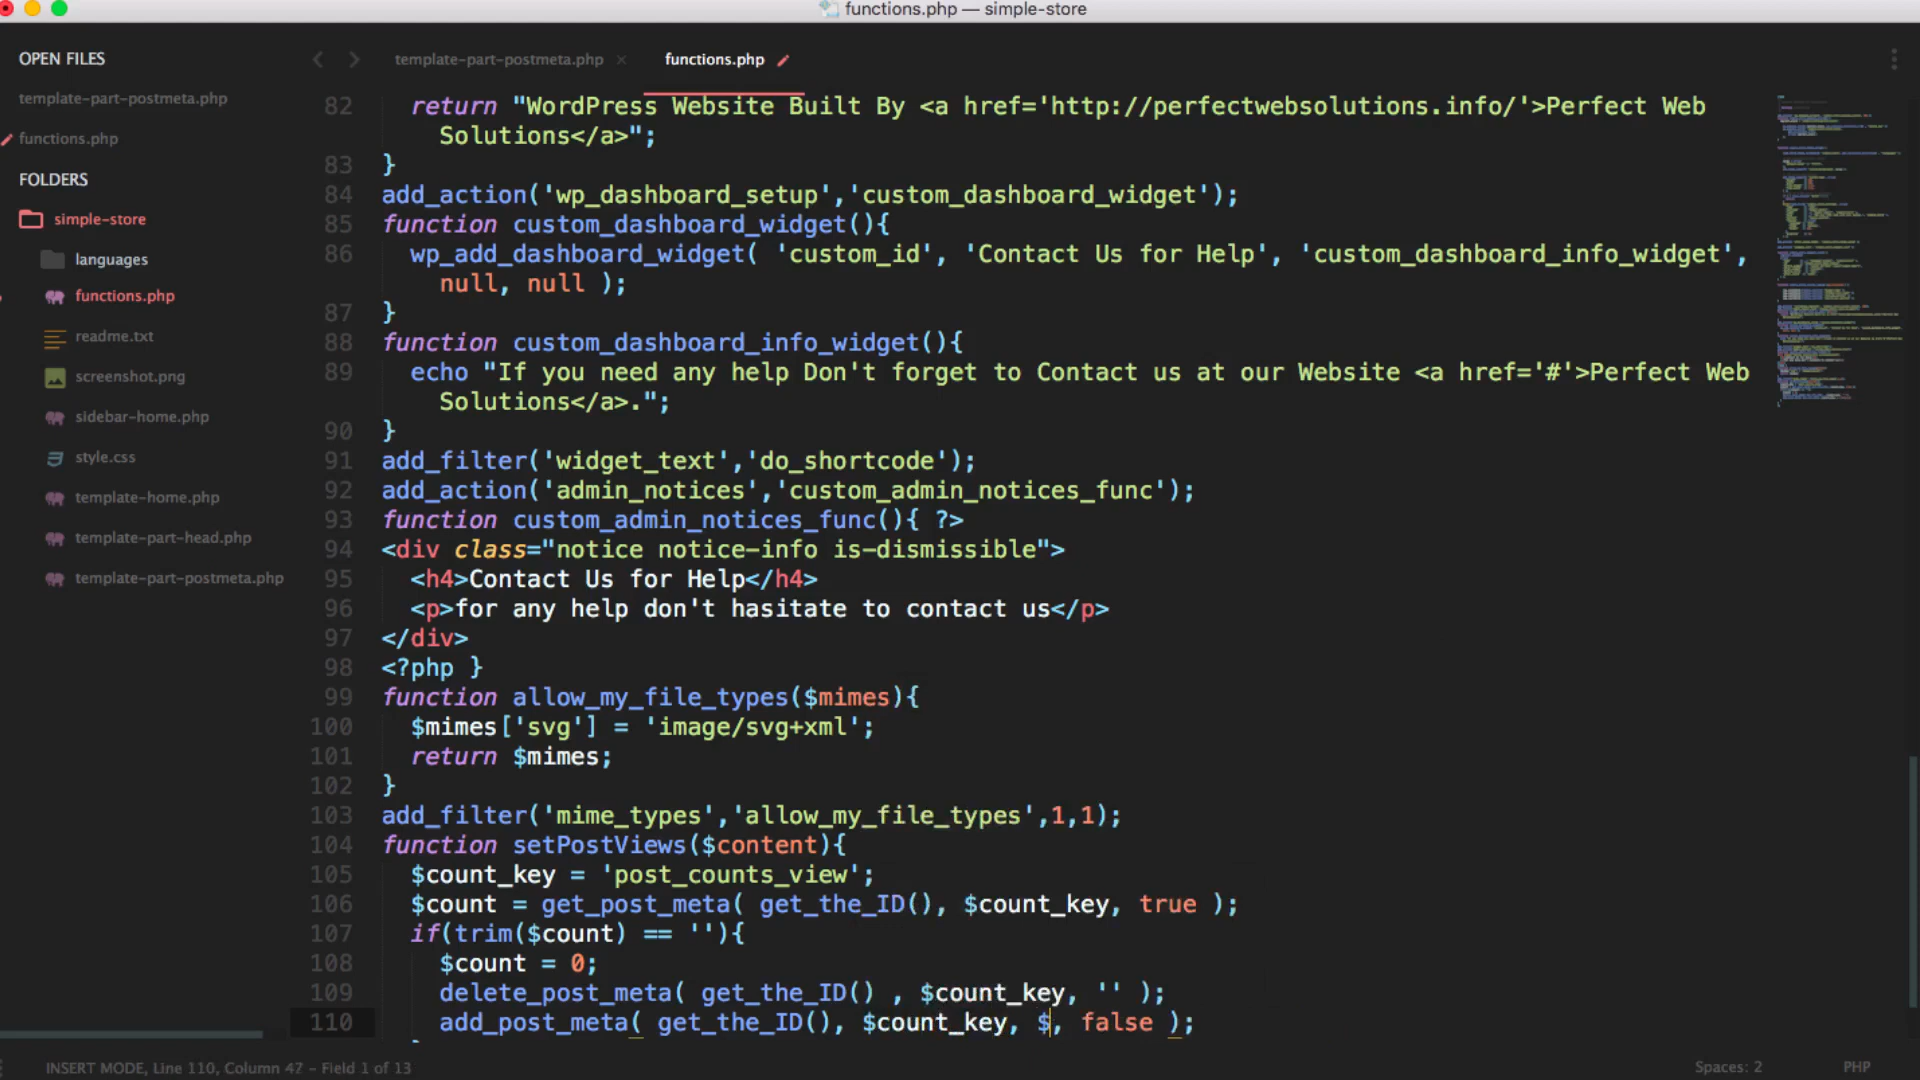 functions.php — simple-store
OPEN FILES
template-part-postmeta.php
functions.php
FOLDERS
simple-store
languages
functions.php
readme.txt
screenshot.png
sidebar-home.php
style.css
template-home.php
template-part-head.php
template-part-postmeta.php
template-part-postmeta.php ×
functions.php
82 return "WordPress Website Built By <a href='http://perfectwebsolutions.info/'>Perfect Web
Solutions</a>";
83 }
84 add_action('wp_dashboard_setup','custom_dashboard_widget');
85 function custom_dashboard_widget(){
86 wp_add_dashboard_widget( 'custom_id', 'Contact Us for Help', 'custom_dashboard_info_widget',
null, null );
87 }
88 function custom_dashboard_info_widget(){
89 echo "If you need any help Don't forget to Contact us at our Website <a href='#'>Perfect Web
Solutions</a>.";
90 }
91 add_filter('widget_text','do_shortcode');
92 add_action('admin_notices','custom_admin_notices_func');
93 function custom_admin_notices_func(){ ?>
94 <div class="notice notice-info is-dismissible">
95 <h4>Contact Us for Help</h4>
96 <p>for any help don't hasitate to contact us</p>
97 </div>
98 <?php }
99 function allow_my_file_types($mimes){
100 $mimes['svg'] = 'image/svg+xml';
101 return $mimes;
102 }
103 add_filter('mime_types','allow_my_file_types',1,1);
104 function setPostViews($content){
105 $count_key = 'post_counts_view';
106 $count = get_post_meta( get_the_ID(), $count_key, true );
107 if(trim($count) == ''){
108 $count = 0;
109 delete_post_meta( get_the_ID() , $count_key, '' );
110 add_post_meta( get_the_ID(), $count_key, $, false );
INSERT MODE, Line 110, Column 47 – Field 1 of 13
Spaces: 2
PHP